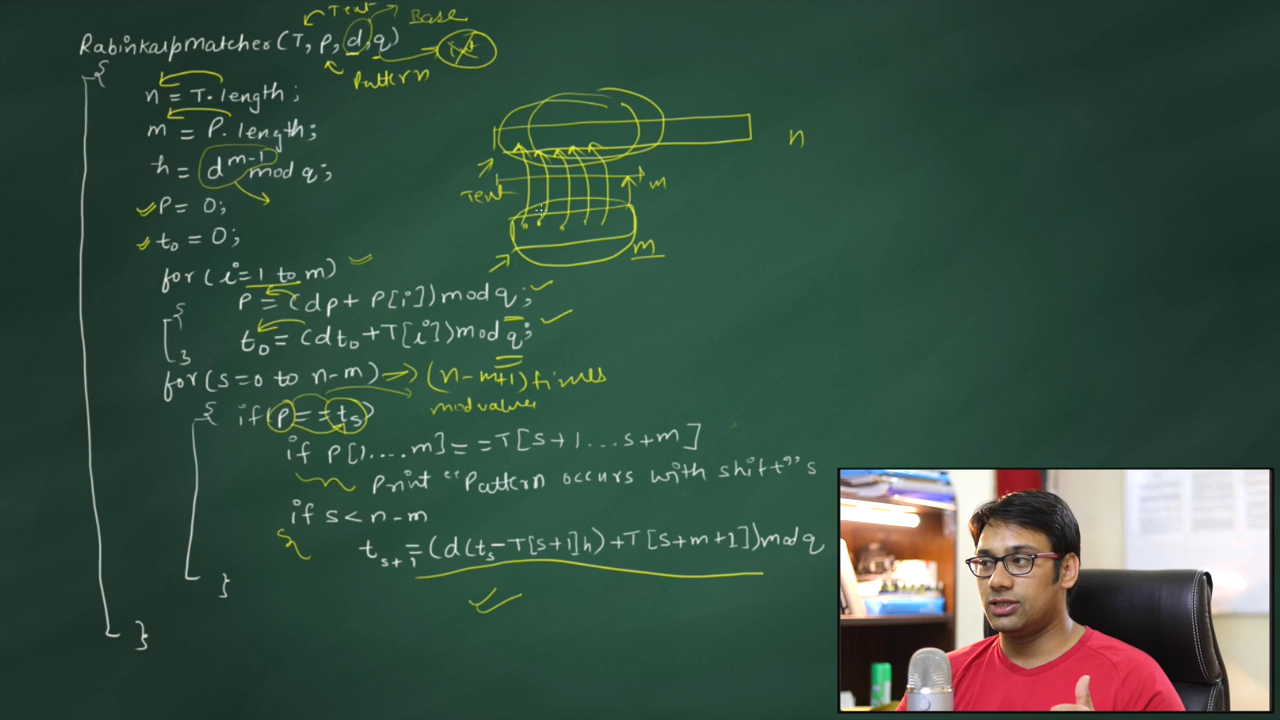 Text
Base
RabinkarpMatcher(T, P, d, q)
Pattern
{
n = T.length;
m = P.length;
h = d^m-1 mod q;
P = 0;
t0 = 0;
for (i=1 to m)
{
P = (dp + P[i]) mod q;
t0 = (dt0 + T[i]) mod q;
}
for (s=0 to n-m) => (n-m+1) times
mod values
{ if (P == ts)
if P[1....m] == T[s+1...s+m]
Print "Pattern occurs with shift" s
if s < n-m
ts+1 = (d(ts - T[s+1]h) + T[s+m+1]) mod q
}
}
n
Text
m
m